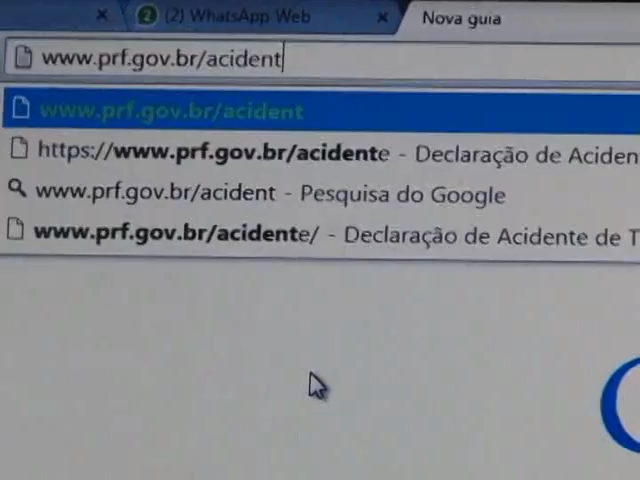 2 (2) WhatsApp Web
Nova guia
www.prf.gov.br/acident
www.prf.gov.br/acident
https://www.prf.gov.br/acidente - Declaração de Aciden
www.prf.gov.br/acident - Pesquisa do Google
www.prf.gov.br/acidente/ - Declaração de Acidente de T